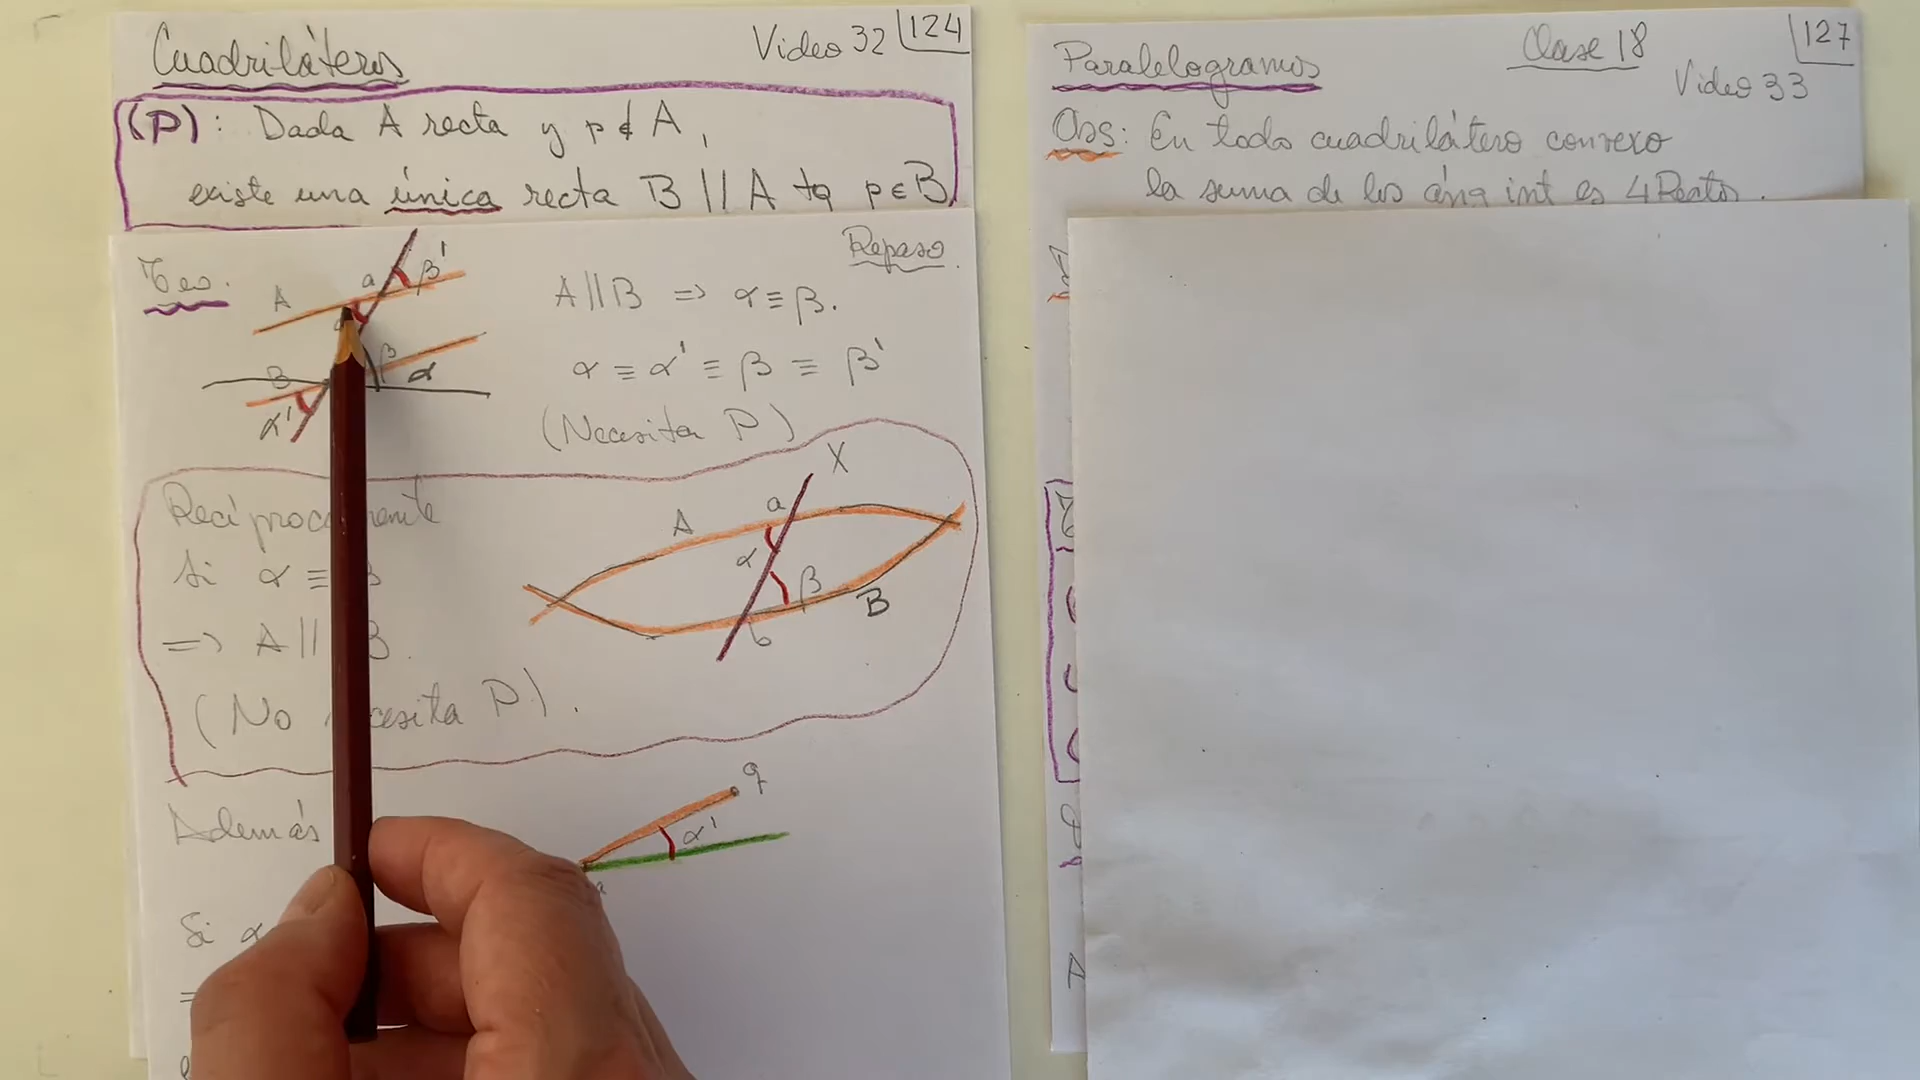 Cuadriláteros
Video 32
124
(P): Dada A recta y p ∉ A,
existe una única recta B // A tq p ∈ B
Repaso
Teo.
A
a
β'
B
β
α
α'
A // B ⇒ α ≡ β.
α ≡ α' ≡ β ≡ β'
(Necesita P)
Si α ≡
⇒ A // B.
(No P).
X
a
A
α
β
B
b
Además
q
α'
a
Si α
Paralelogramos
Clase 18
127
Video 33
Obs: En todo cuadrilátero convexo
la suma de los áng int es 4 Rectos.